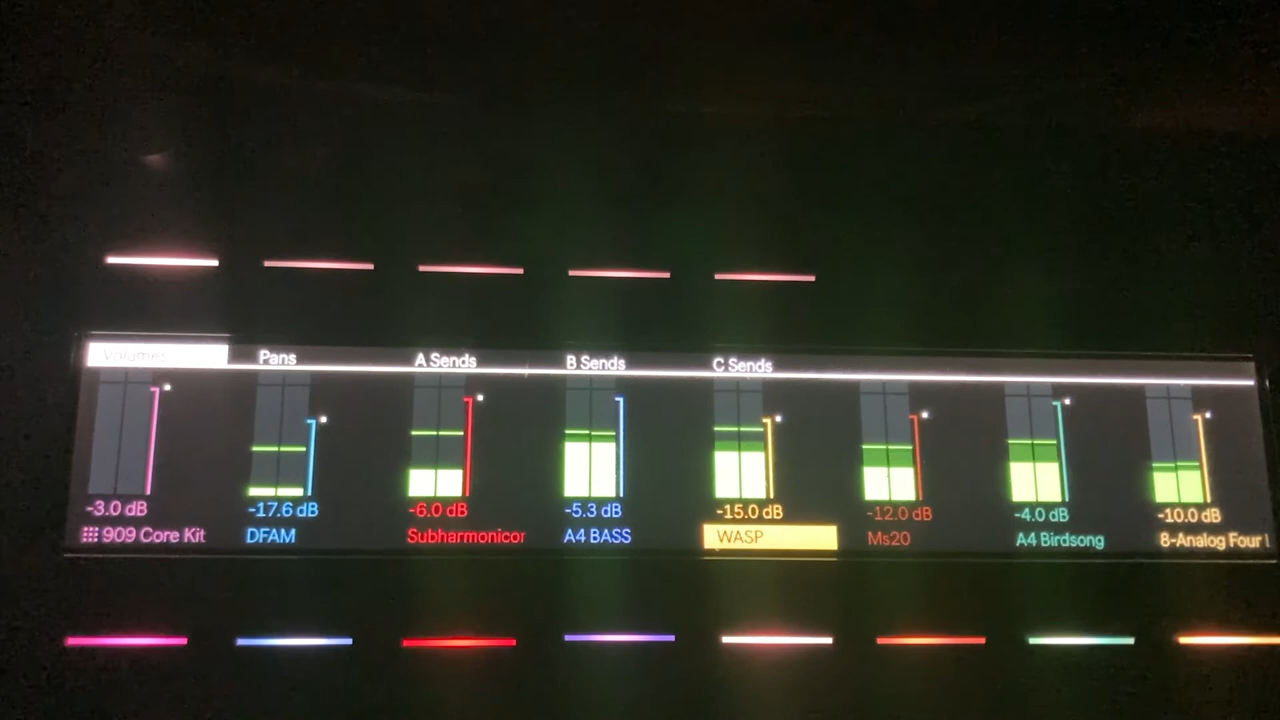 Volumes Pans A Sends B Sends C Sends
-3.0 dB -17.6 dB -6.0 dB -5.3 dB -15.0 dB -12.0 dB -4.0 dB -10.0 dB
909 Core Kit DFAM Subharmonicor A4 BASS WASP Ms20 A4 Birdsong 8-Analog Four